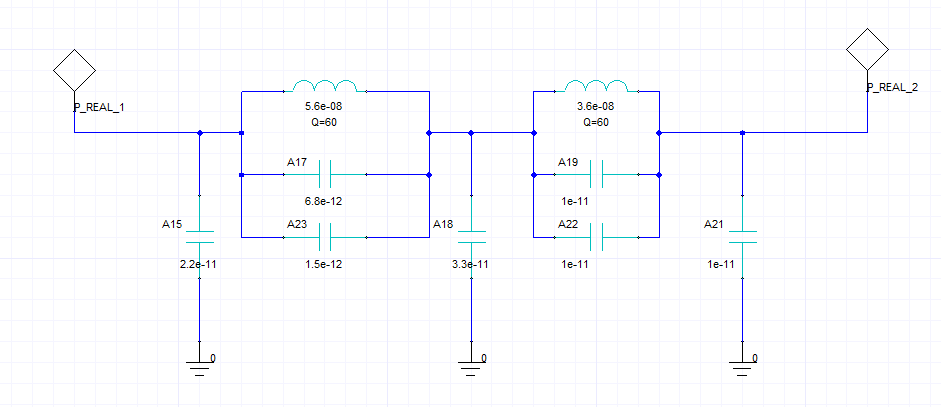 P_REAL_1
P_REAL_2
5.6e-08
Q=60
3.6e-08
Q=60
A17
6.8e-12
A19
1e-11
A15
2.2e-11
A23
1.5e-12
A18
3.3e-11
A22
1e-11
A21
1e-11
0
0
0